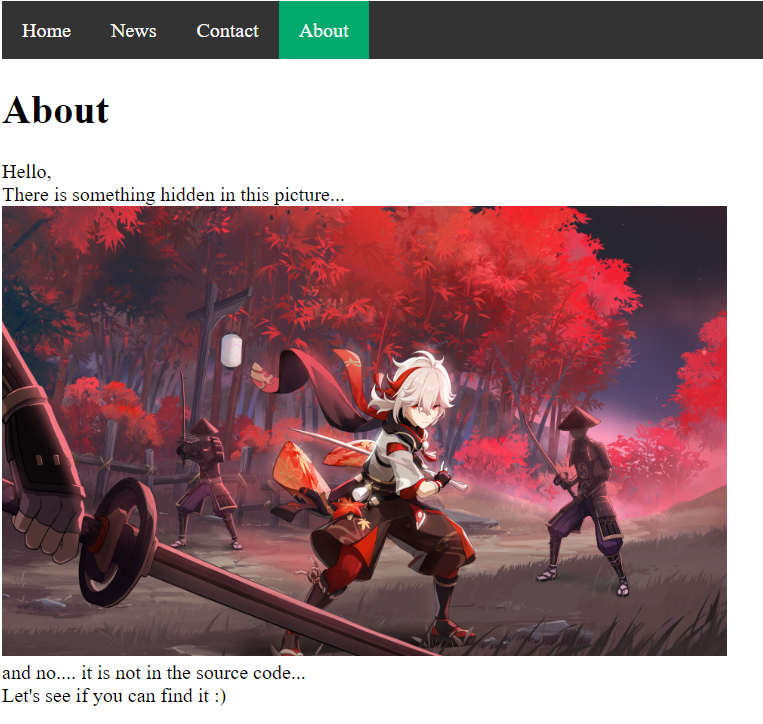 Home News Contact About
About
Hello,
There is something hidden in this picture...
and no.... it is not in the source code...
Let's see if you can find it :)